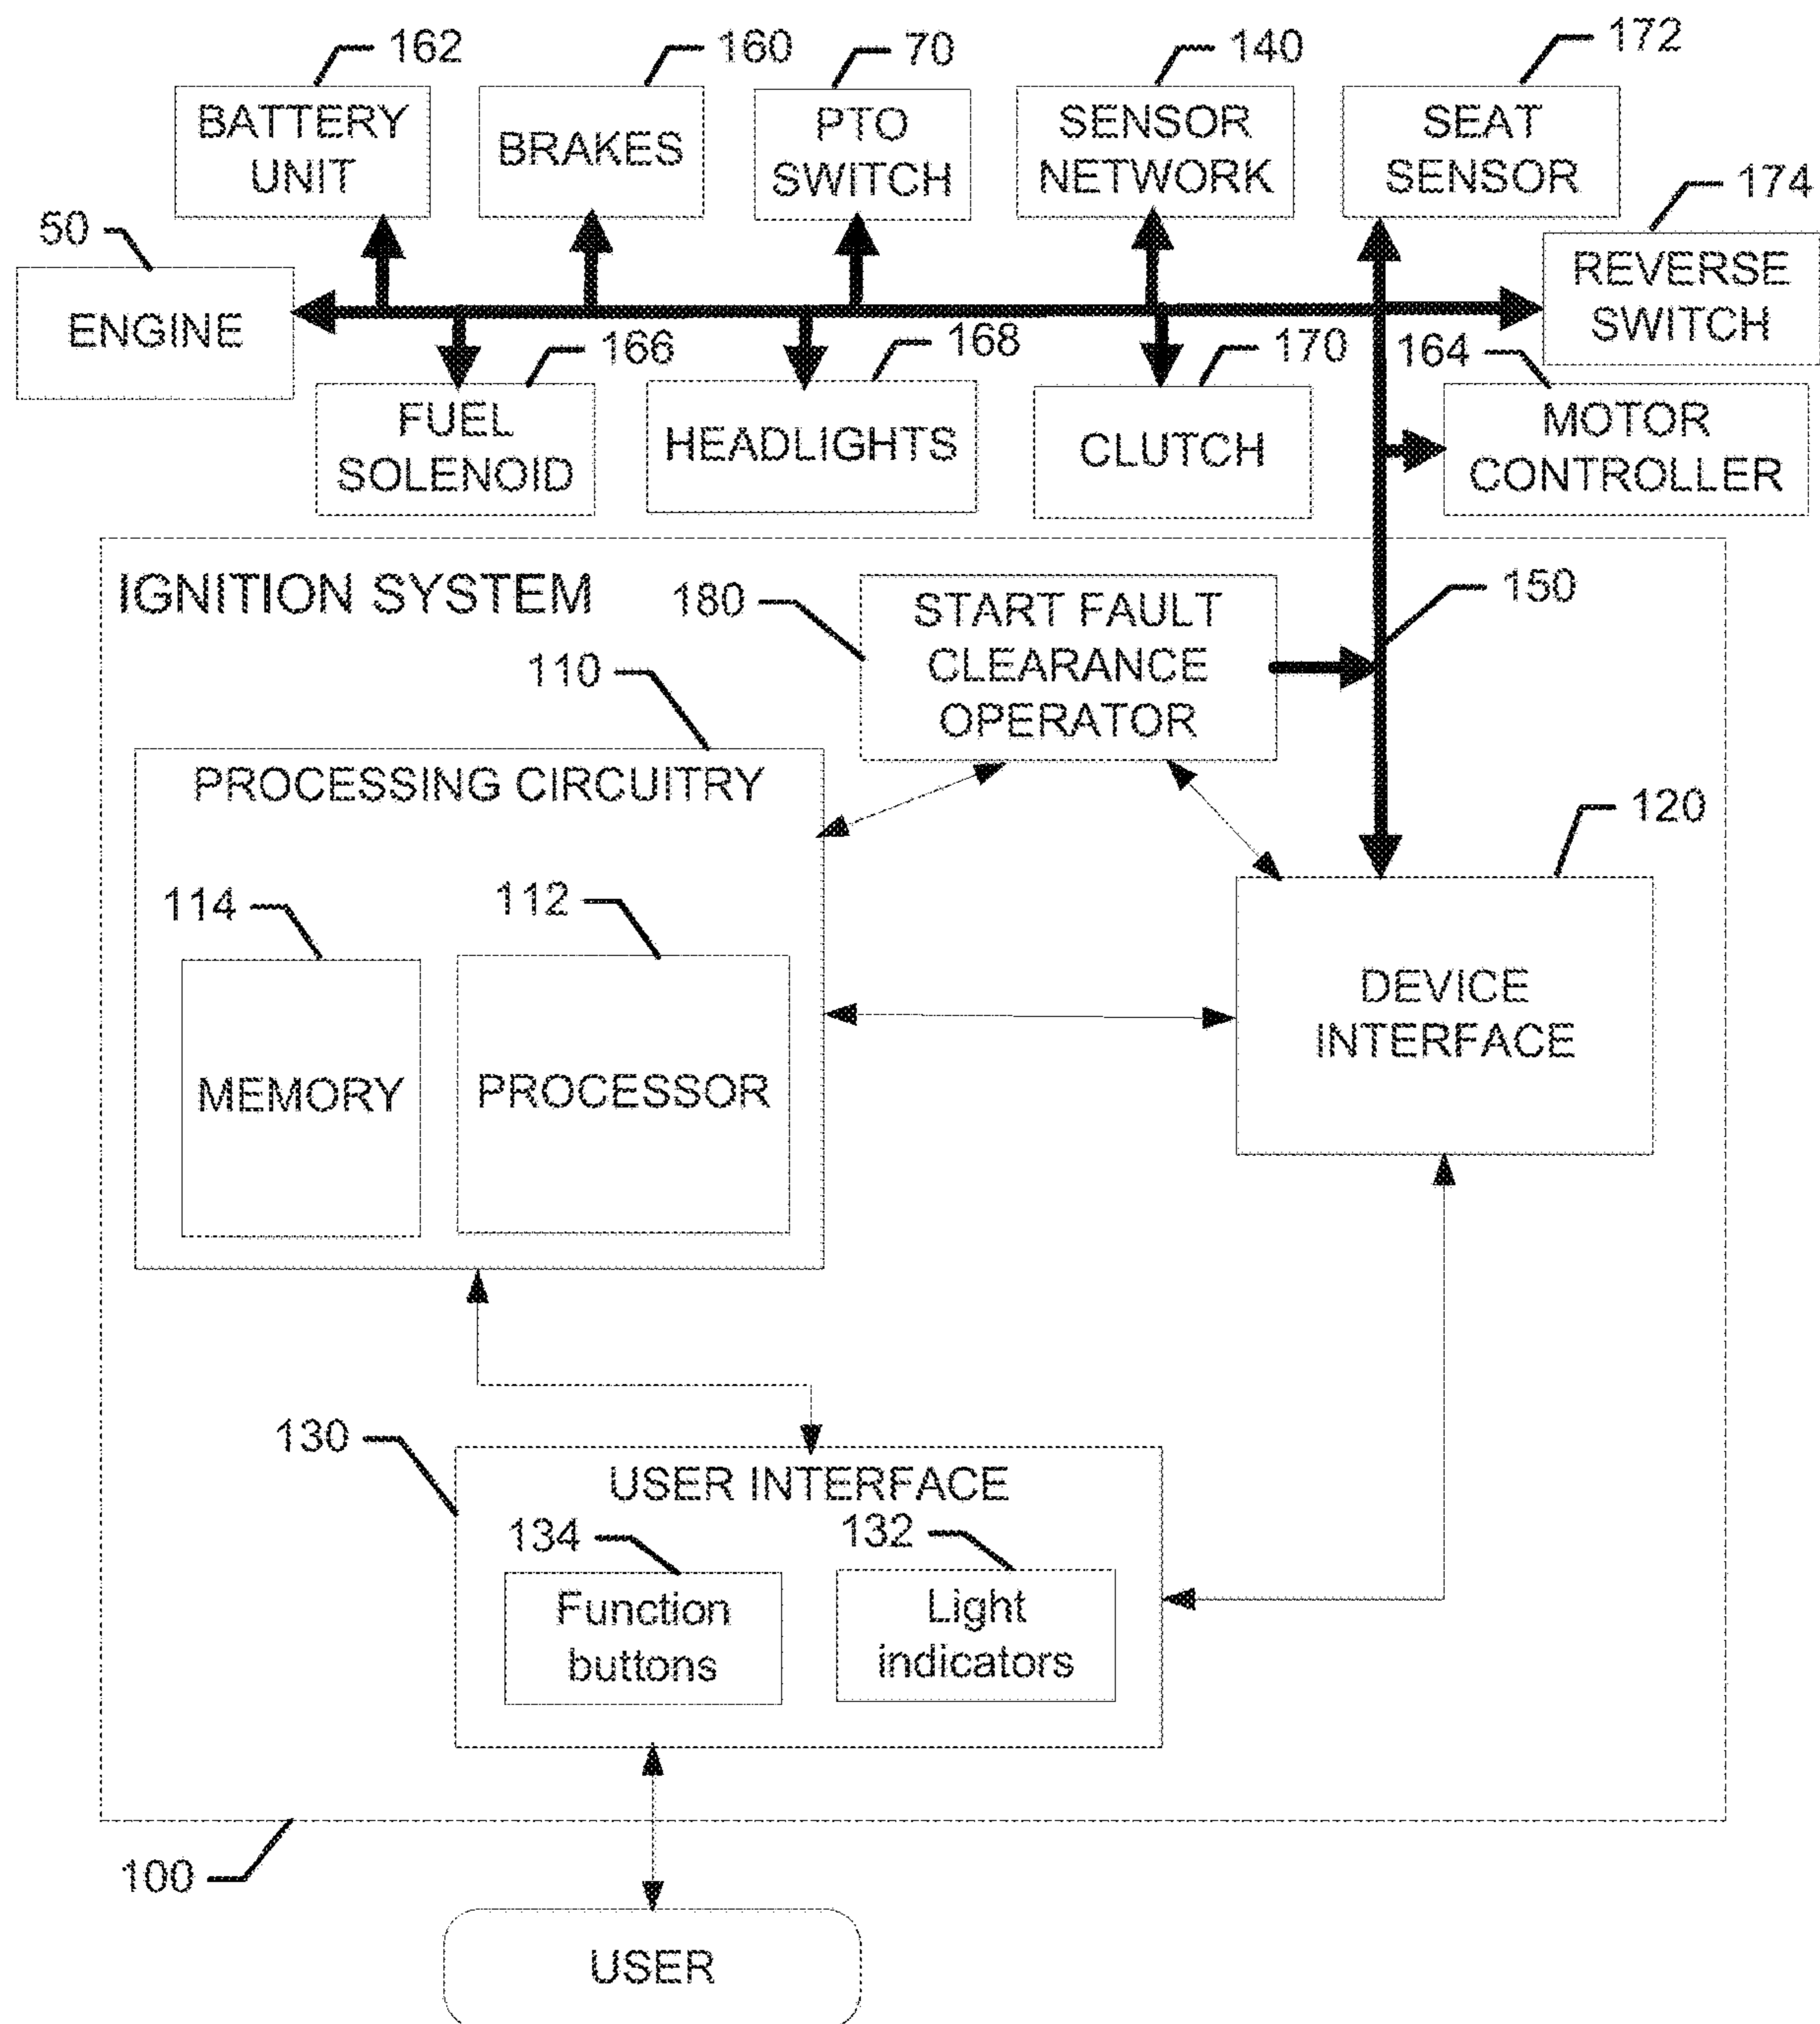 162
160
70
140
172
BATTERY
UNIT
BRAKES
PTO
SWITCH
SENSOR
NETWORK
SEAT
SENSOR
174
50
ENGINE
REVERSE
SWITCH
166
168
170
164
FUEL
SOLENOID
HEADLIGHTS
CLUTCH
MOTOR
CONTROLLER
IGNITION SYSTEM
180
START FAULT
CLEARANCE
OPERATOR
150
110
PROCESSING CIRCUITRY
120
114
112
MEMORY
PROCESSOR
DEVICE
INTERFACE
130
USER INTERFACE
134
132
Function
buttons
Light
indicators
100
USER